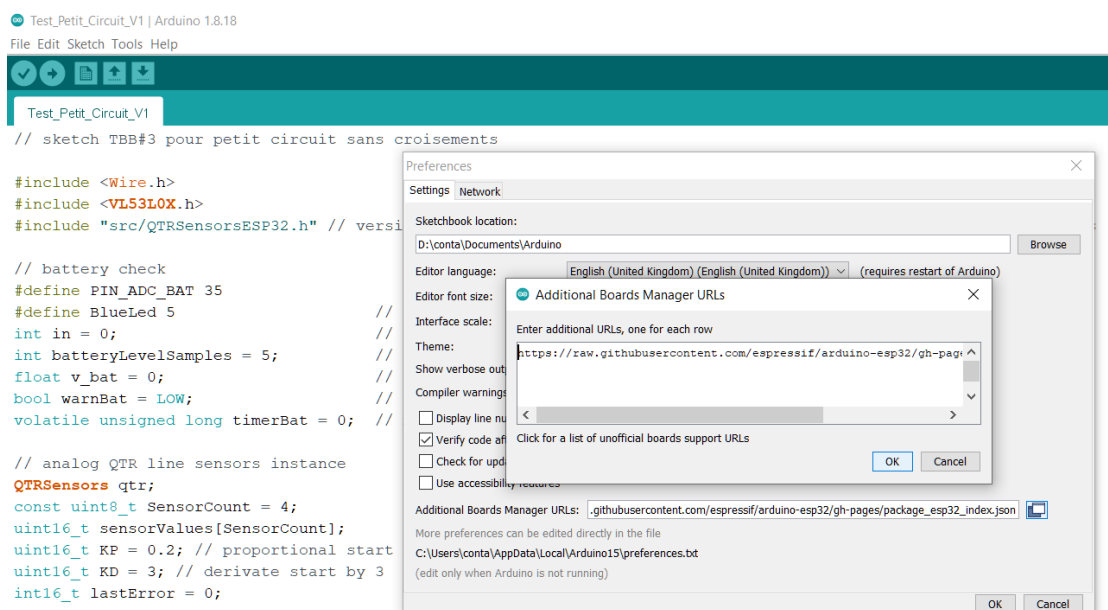 Test_Petit_Circuit_V1 | Arduino 1.8.18
File Edit Sketch Tools Help
Test_Petit_Circuit_V1
// sketch TBB#3 pour petit circuit sans croisements
#include <Wire.h>
#include <VL53L0X.h>
#include "src/QTRSensorsESP32.h" // versi
// battery check
#define PIN_ADC_BAT 35
#define BlueLed 5 //
int in = 0; //
int batteryLevelSamples = 5; //
float v_bat = 0; //
bool warnBat = LOW; //
volatile unsigned long timerBat = 0; //
// analog QTR line sensors instance
QTRSensors qtr;
const uint8_t SensorCount = 4;
uint16_t sensorValues[SensorCount];
uint16_t KP = 0.2; // proportional start
uint16_t KD = 3; // derivate start by 3
int16_t lastError = 0;
Preferences
Settings Network
Sketchbook location:
D:\conta\Documents\Arduino Browse
Editor language: English (United Kingdom) (English (United Kingdom)) (requires restart of Arduino)
Editor font size:
Interface scale:
Theme:
Show verbose out
Compiler warnings
Display line nu
Verify code af
Check for upd
Use accessibility features
Additional Boards Manager URLs: .githubusercontent.com/espressif/arduino-esp32/gh-pages/package_esp32_index.json
More preferences can be edited directly in the file
C:\Users\conta\AppData\Local\Arduino15\preferences.txt
(edit only when Arduino is not running)
OK Cancel
Additional Boards Manager URLs
Enter additional URLs, one for each row
https://raw.githubusercontent.com/espressif/arduino-esp32/gh-page
Click for a list of unofficial boards support URLs
OK Cancel